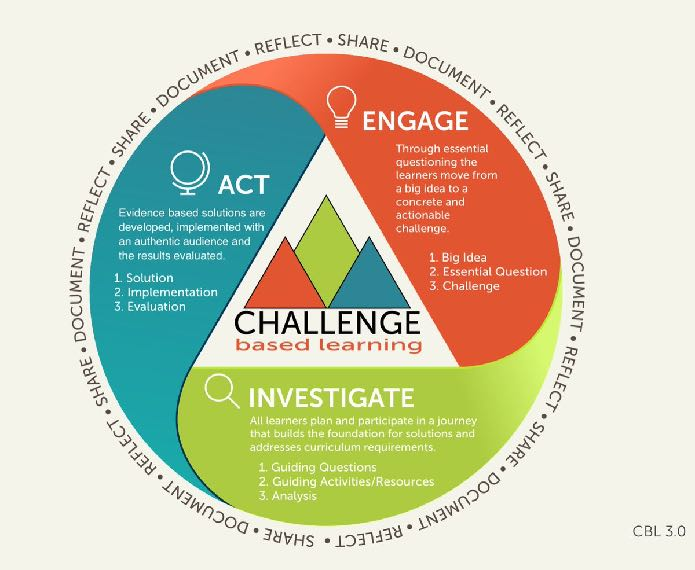 DOCUMENT • REFLECT • SHARE • DOCUMENT • REFLECT • SHARE • DOCUMENT • REFLECT • SHARE • DOCUMENT • REFLECT • SHARE • DOCUMENT • REFLECT • SHARE • DOCUMENT • REFLECT • SHARE •
ENGAGE
Through essential
questioning the
learners move from
a big idea to a
concrete and
actionable
challenge.
1. Big Idea
2. Essential Question
3. Challenge
INVESTIGATE
All learners plan and participate in a journey
that builds the foundation for solutions and
addresses curriculum requirements.
1. Guiding Questions
2. Guiding Activities/Resources
3. Analysis
ACT
Evidence based solutions are
developed, implemented with
an authentic audience and
the results evaluated.
1. Solution
2. Implementation
3. Evaluation
CHALLENGE
based learning
CBL 3.0